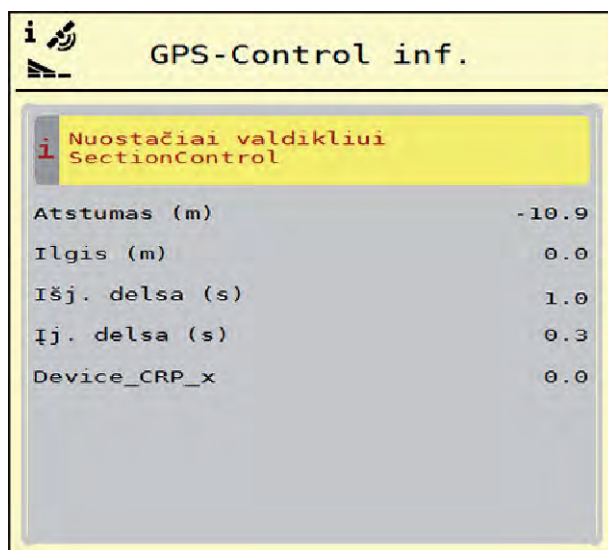 i
GPS-Control inf.
i Nuostačiai valdikliui
SectionControl
Atstumas (m) -10.9
Ilgis (m) 0.0
Išj. delsa (s) 1.0
Įj. delsa (s) 0.3
Device_CRP_x 0.0